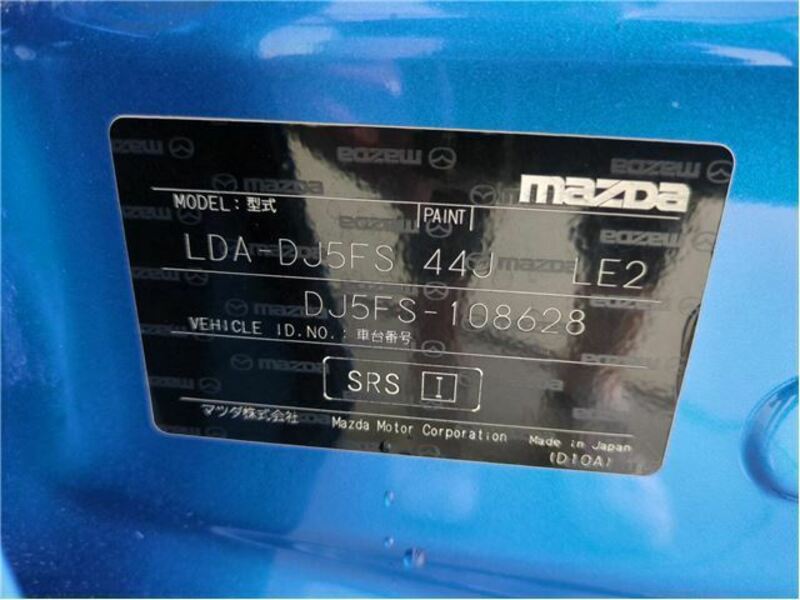 mazda
MODEL: 型式 PAINT
LDA-DJ5FS 44J LE2
DJ5FS-108628
VEHICLE ID.NO.: 車台番号
SRS I
マツダ株式会社 Mazda Motor Corporation Made in Japan
(D10A)